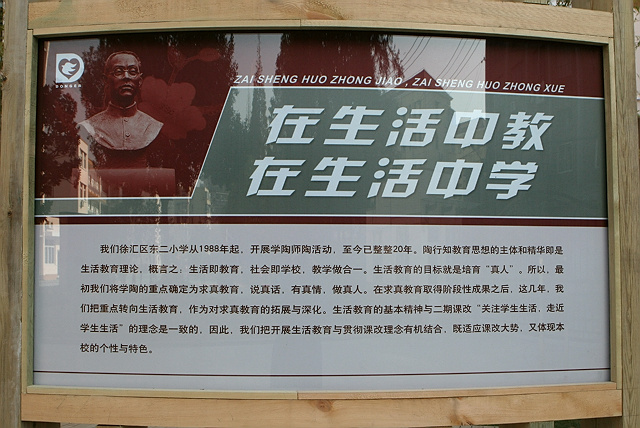 DONGER
ZAI SHENG HUO ZHONG JIAO , ZAI SHENG HUO ZHONG XUE
在生活中教
在生活中学
我们徐汇区东二小学从1988年起，开展学陶师陶活动，至今已整整20年。陶行知教育思想的主体和精华即是
生活教育理论，概言之：生活即教育，社会即学校，教学做合一。生活教育的目标就是培育“真人”。所以，最
初我们将学陶的重点确定为求真教育，说真话，有真情，做真人。在求真教育取得阶段性成果之后，这几年，我
们把重点转向生活教育，作为对求真教育的拓展与深化。生活教育的基本精神与二期课改“关注学生生活，走近
学生生活”的理念是一致的，因此，我们把开展生活教育与贯彻课改理念有机结合，既适应课改大势，又体现本
校的个性与特色。